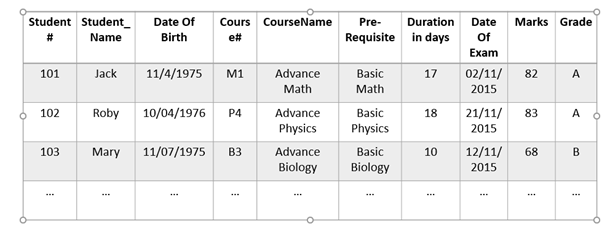 Student # Student_ Name Date Of Birth Cours e# CourseName Pre- Requisite Duration in days Date Of Exam Marks Grade
101 Jack 11/4/1975 M1 Advance Math Basic Math 17 02/11/ 2015 82 A
102 Roby 10/04/1976 P4 Advance Physics Basic Physics 18 21/11/ 2015 83 A
103 Mary 11/07/1975 B3 Advance Biology Basic Biology 10 12/11/ 2015 68 B
... ... ... ... ... ... ... ... ... ...